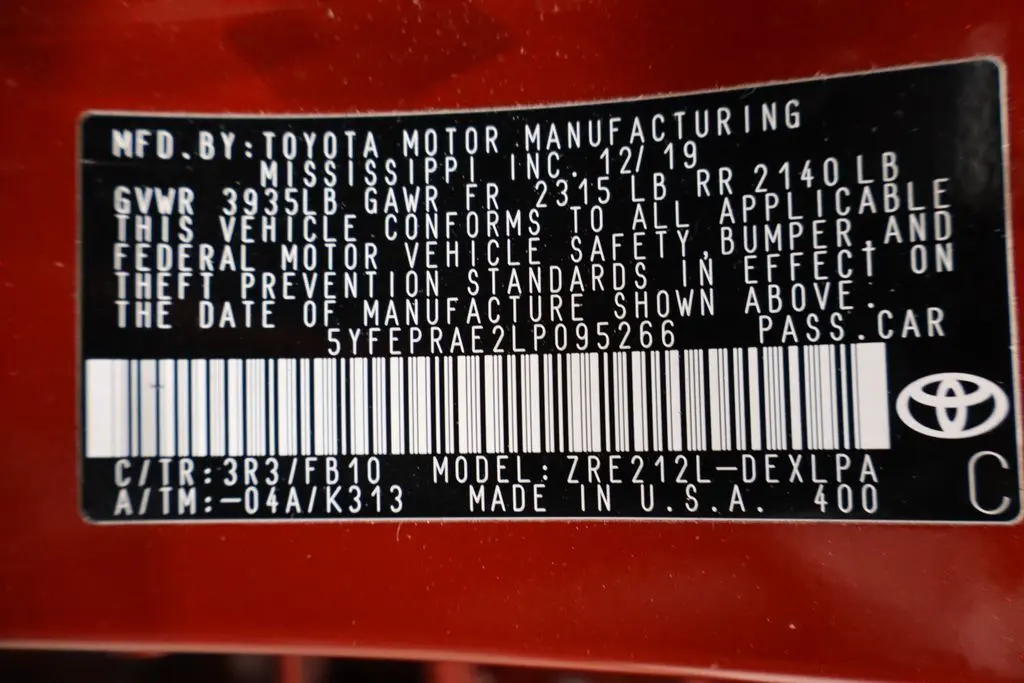 MFD.BY:TOYOTA MOTOR MANUFACTURING
MISSISSIPPI INC. 12/19
GVWR 3935LB GAWR FR 2315 LB RR 2140 LB
THIS VEHICLE CONFORMS TO ALL APPLICABLE
FEDERAL MOTOR VEHICLE SAFETY,BUMPER,AND
THEFT PREVENTION STANDARDS IN EFFECT ON
THE DATE OF MANUFACTURE SHOWN ABOVE.
5YFEPRAE2LP095266 PASS.CAR
C/TR:3R3/FB10 MODEL:ZRE212L-DEXLPA
A/TM:-04A/K313 MADE IN U.S.A. 400
C